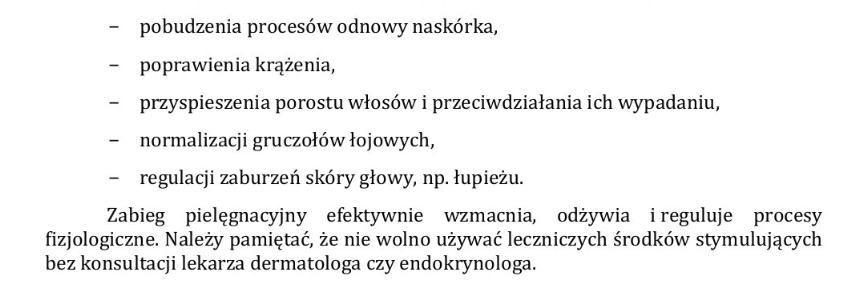 – pobudzenia procesów odnowy naskórka,
– poprawienia krążenia,
– przyspieszenia porostu włosów i przeciwdziałania ich wypadaniu,
– normalizacji gruczołów łojowych,
– regulacji zaburzeń skóry głowy, np. łupieżu.
Zabieg pielęgnacyjny efektywnie wzmacnia, odżywia i reguluje procesy
fizjologiczne. Należy pamiętać, że nie wolno używać leczniczych środków stymulujących
bez konsultacji lekarza dermatologa czy endokrynologa.